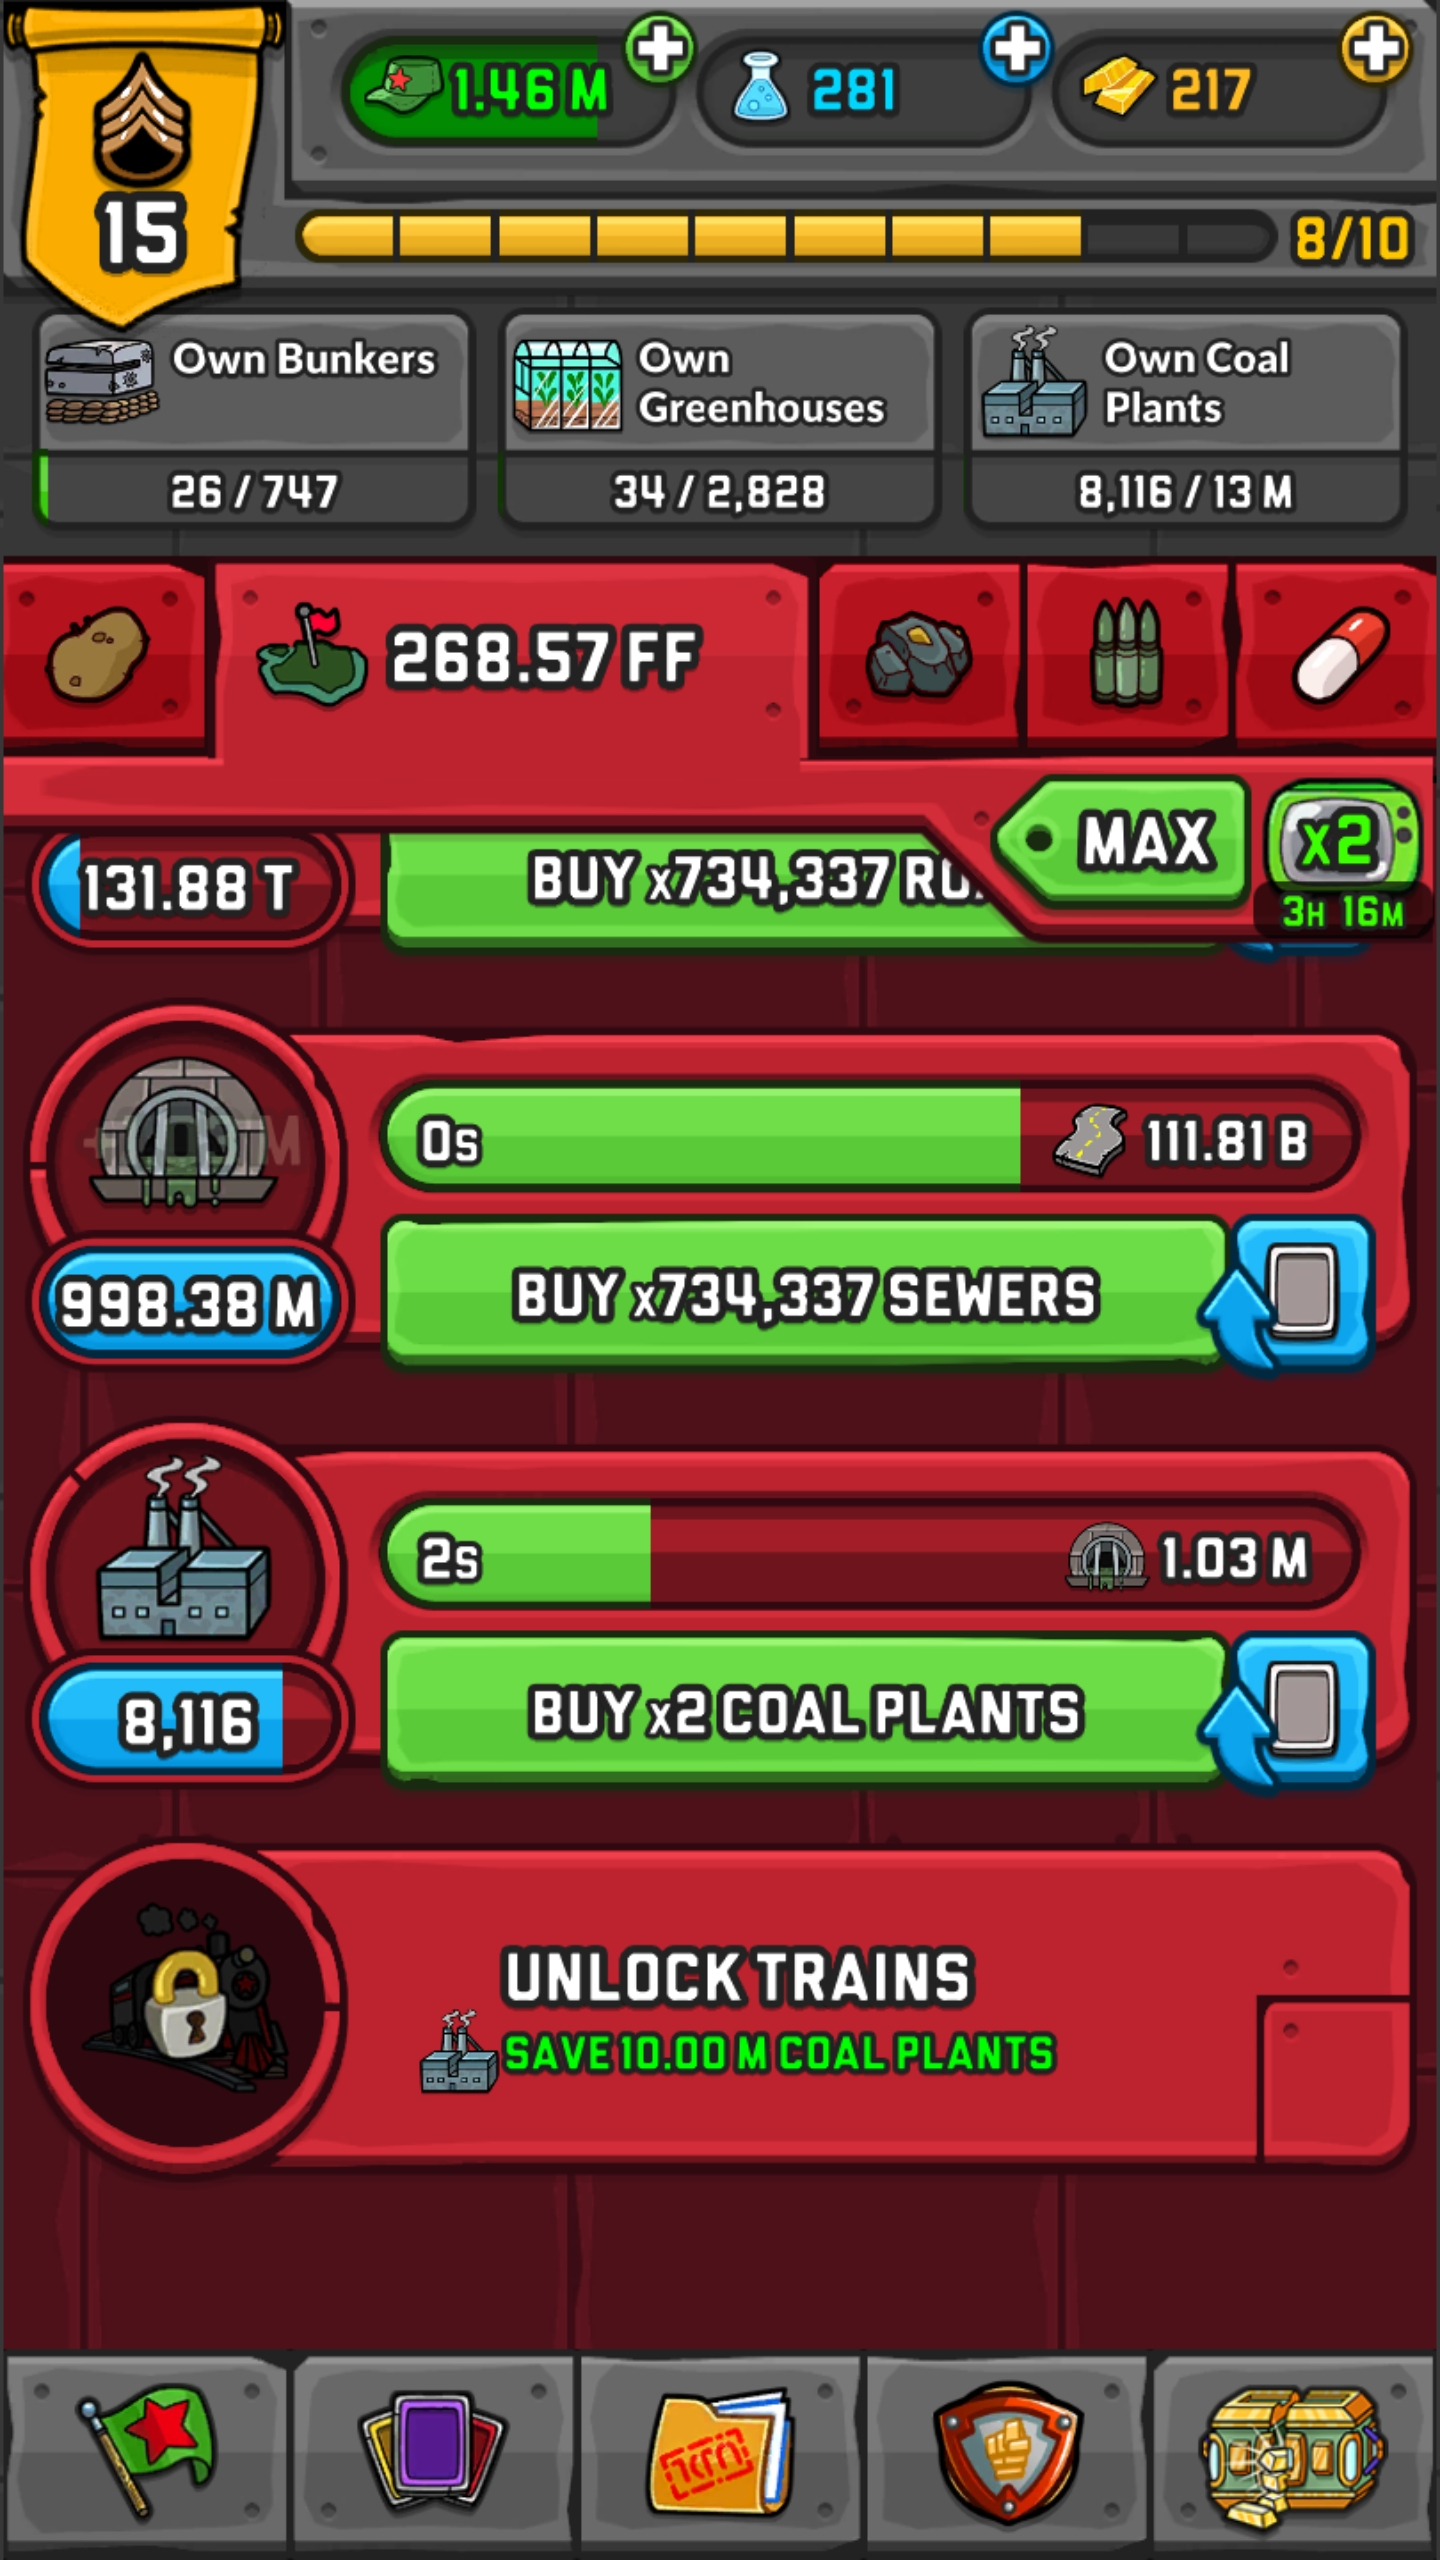 1.46 M
281
217
15
8/10
Own Bunkers
26 / 747
Own
Greenhouses
34 / 2,828
Own Coal
Plants
8,116 / 13 M
268.57 FF
MAX
x2
3H 16M
131.88 T
BUY x734,337
0s
111.81 B
998.38 M
BUY x734,337 SEWERS
2s
1.03 M
8,116
BUY x2 COAL PLANTS
UNLOCK TRAINS
SAVE 10.00 M COAL PLANTS